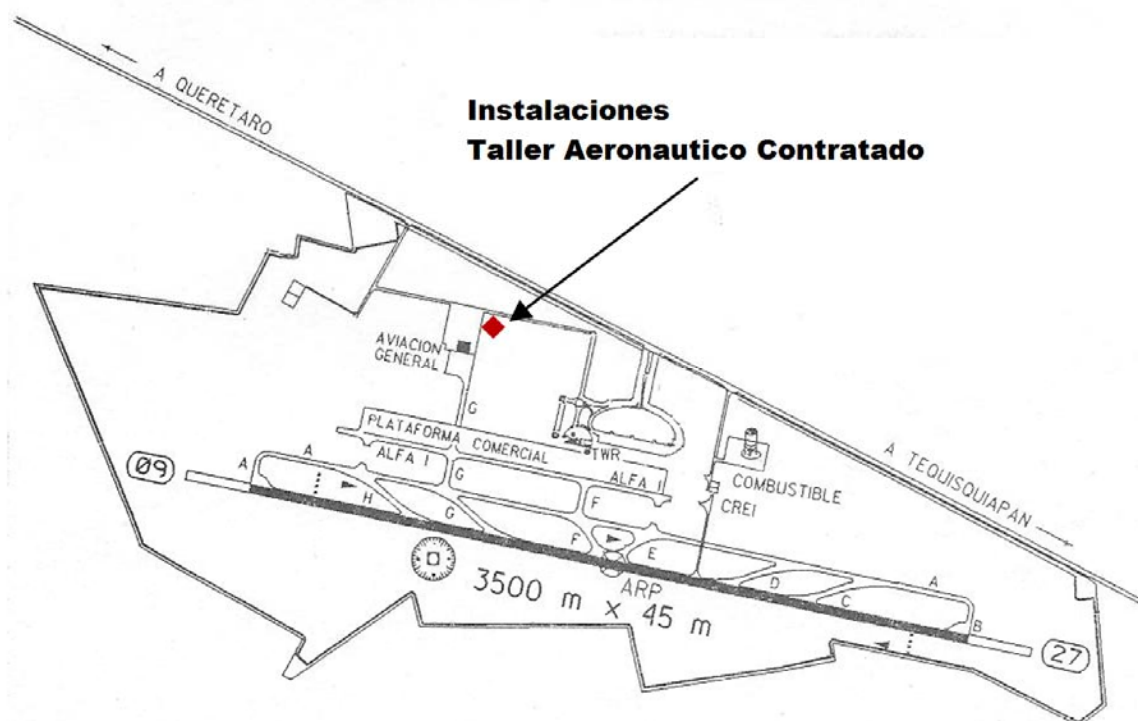 A QUERETARO
Instalaciones
Taller Aeronautico Contratado
AVIACION
GENERAL
G
PLATAFORMA COMERCIAL
TWR
A
A
09
ALFA I
G
ALFA I
F
COMBUSTIBLE
CREI
A TEQUISQUIAPAN
H
G
F
E
D
C
A
B
ARP
3500 m x 45 m
27